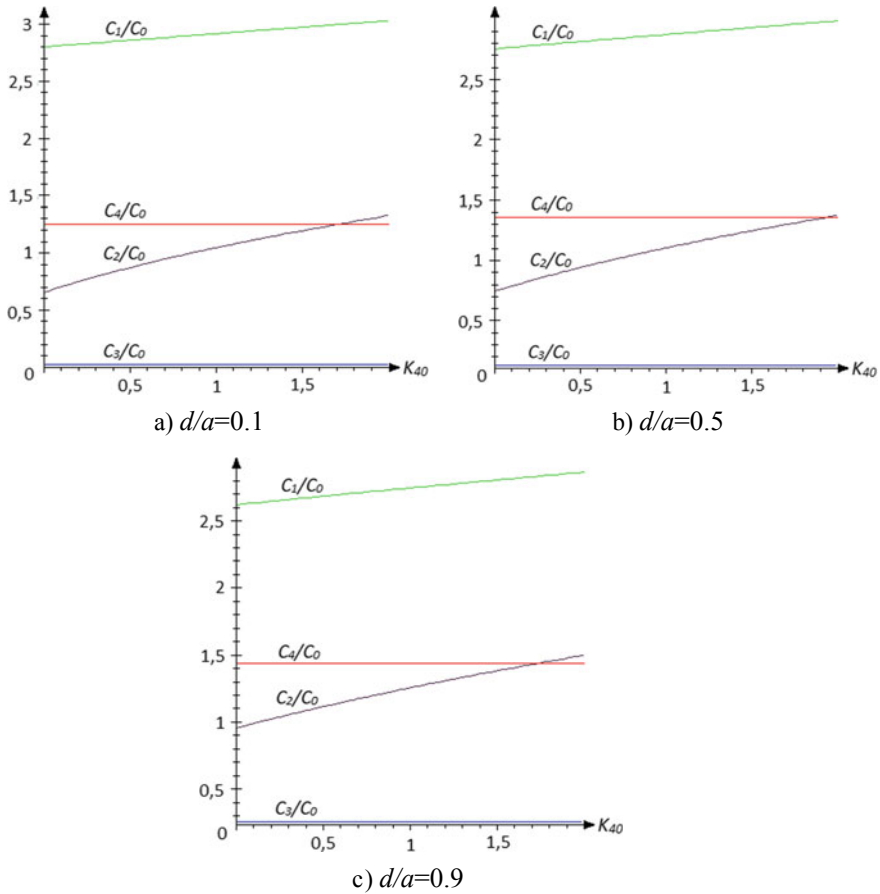 3
C₁/C₀
2,5
2
1,5
C₄/C₀
1
C₂/C₀
0,5
C₃/C₀
0
0,5 1 1,5
K₄₀
a) d/a=0.1
C₁/C₀
2,5
2
1,5
C₄/C₀
1
C₂/C₀
0,5
C₃/C₀
0
0,5 1 1,5
K₄₀
b) d/a=0.5
C₁/C₀
2,5
2
1,5
C₄/C₀
C₂/C₀
1
0,5
C₃/C₀
0
0,5 1 1,5
K₄₀
c) d/a=0.9